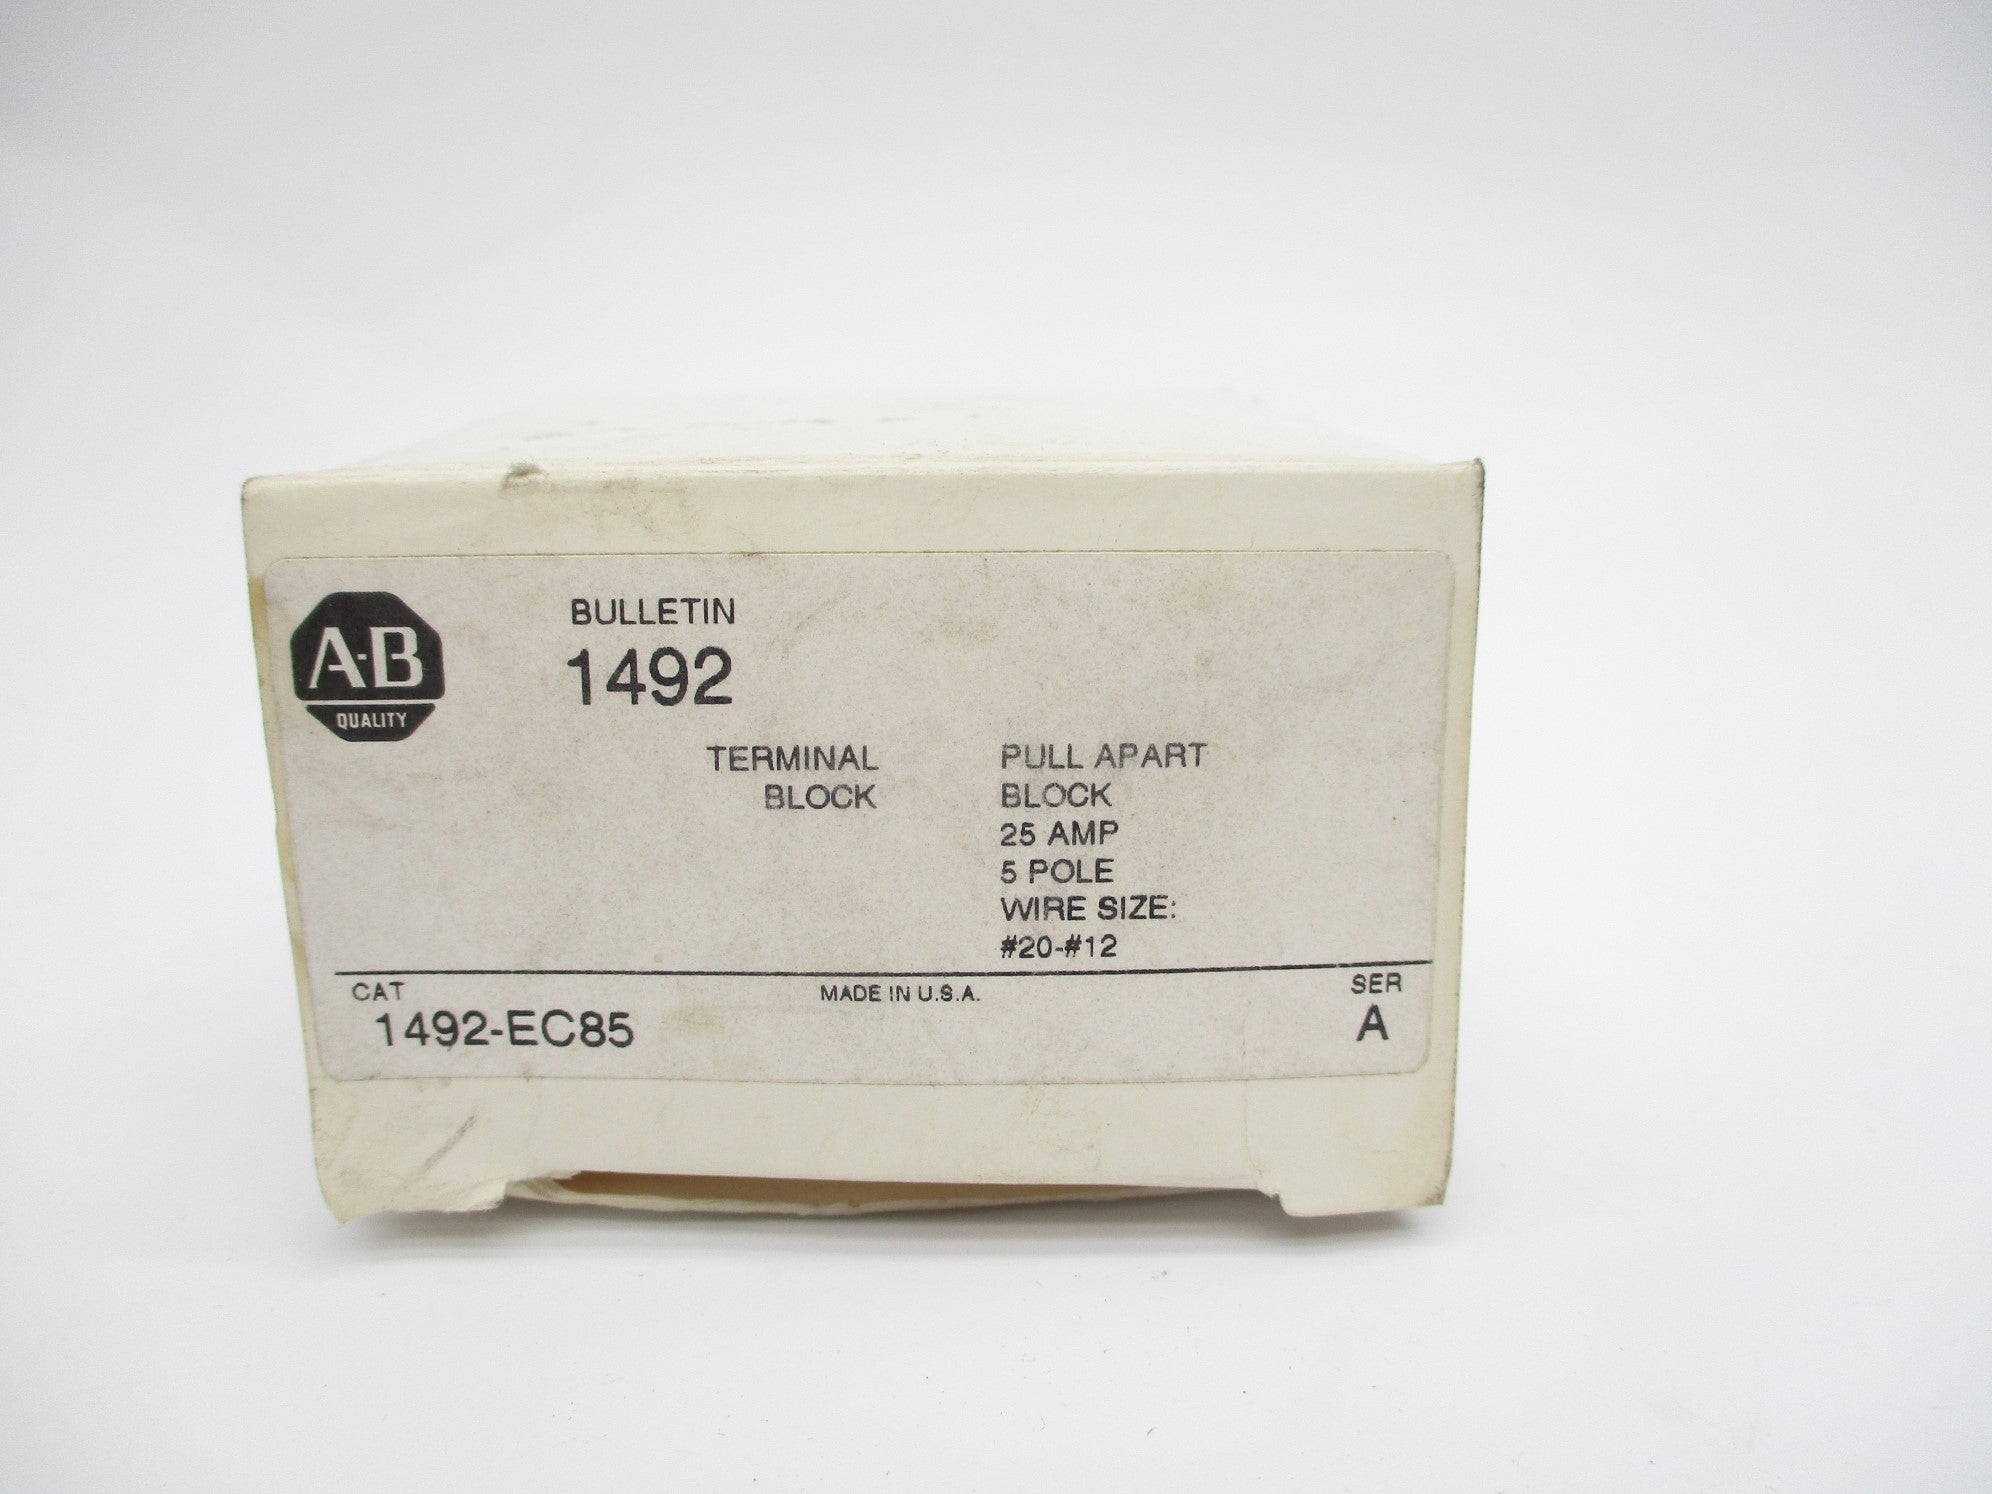 A-B
QUALITY
BULLETIN
1492
TERMINAL
BLOCK
PULL APART
BLOCK
25 AMP
5 POLE
WIRE SIZE:
#20-#12
CAT
1492-EC85
MADE IN U.S.A.
SER
A